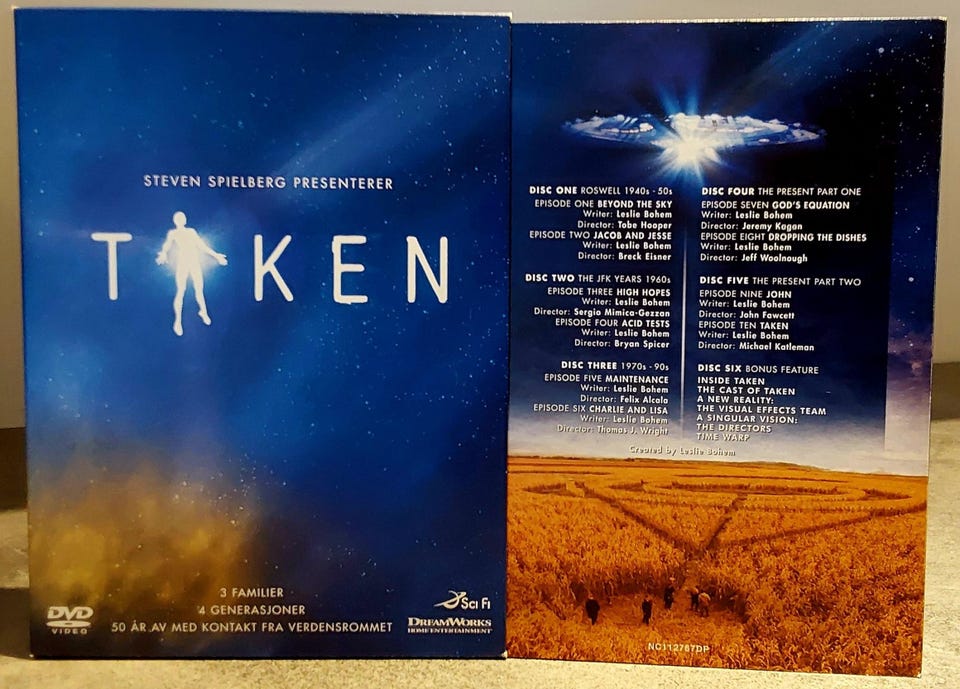 STEVEN SPIELBERG PRESENTERER
TAKEN
3 FAMILIER
4 GENERASJONER
50 ÅR AV MED KONTAKT FRA VERDENSROMMET
DVD
VIDEO
SCI FI
DREAMWORKS
HOME ENTERTAINMENT
DISC ONE ROSWELL 1940s - 50s
EPISODE ONE BEYOND THE SKY
Writer: Leslie Bohem
Director: Tobe Hooper
EPISODE TWO JACOB AND JESSE
Writer: Leslie Bohem
Director: Breck Eisner
DISC TWO THE JFK YEARS 1960s
EPISODE THREE HIGH HOPES
Writer: Leslie Bohem
Director: Sergio Mimica-Gezzan
EPISODE FOUR ACID TESTS
Writer: Leslie Bohem
Director: Bryan Spicer
DISC THREE 1970s - 90s
EPISODE FIVE MAINTENANCE
Writer: Leslie Bohem
Director: Felix Alcala
EPISODE SIX CHARLIE AND LISA
Writer: Leslie Bohem
Director: Thomas J. Wright
DISC FOUR THE PRESENT PART ONE
EPISODE SEVEN GOD'S EQUATION
Writer: Leslie Bohem
Director: Jeremy Kagan
EPISODE EIGHT DROPPING THE DISHES
Writer: Leslie Bohem
Director: Jeff Woolnough
DISC FIVE THE PRESENT PART TWO
EPISODE NINE JOHN
Writer: Leslie Bohem
Director: John Fawcett
EPISODE TEN TAKEN
Writer: Leslie Bohem
Director: Michael Katleman
DISC SIX BONUS FEATURE
INSIDE TAKEN
THE CAST OF TAKEN
A NEW REALITY:
THE VISUAL EFFECTS TEAM
A SINGULAR VISION:
THE DIRECTORS
TIME WARP
Created by Leslie Bohem
NC112767DP